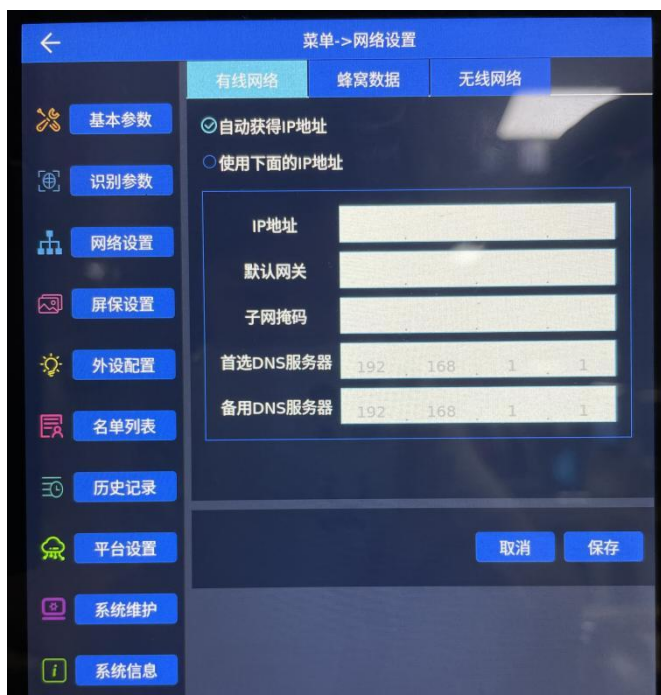 菜单->网络设置
有线网络 蜂窝数据 无线网络
基本参数
识别参数
网络设置
屏保设置
外设配置
名单列表
历史记录
平台设置
系统维护
系统信息
自动获得IP地址
使用下面的IP地址
IP地址 . . .
默认网关 . . .
子网掩码 . . .
首选DNS服务器 192 . 168 . 1 . 1
备用DNS服务器 192 . 168 . 1 . 1
取消 保存